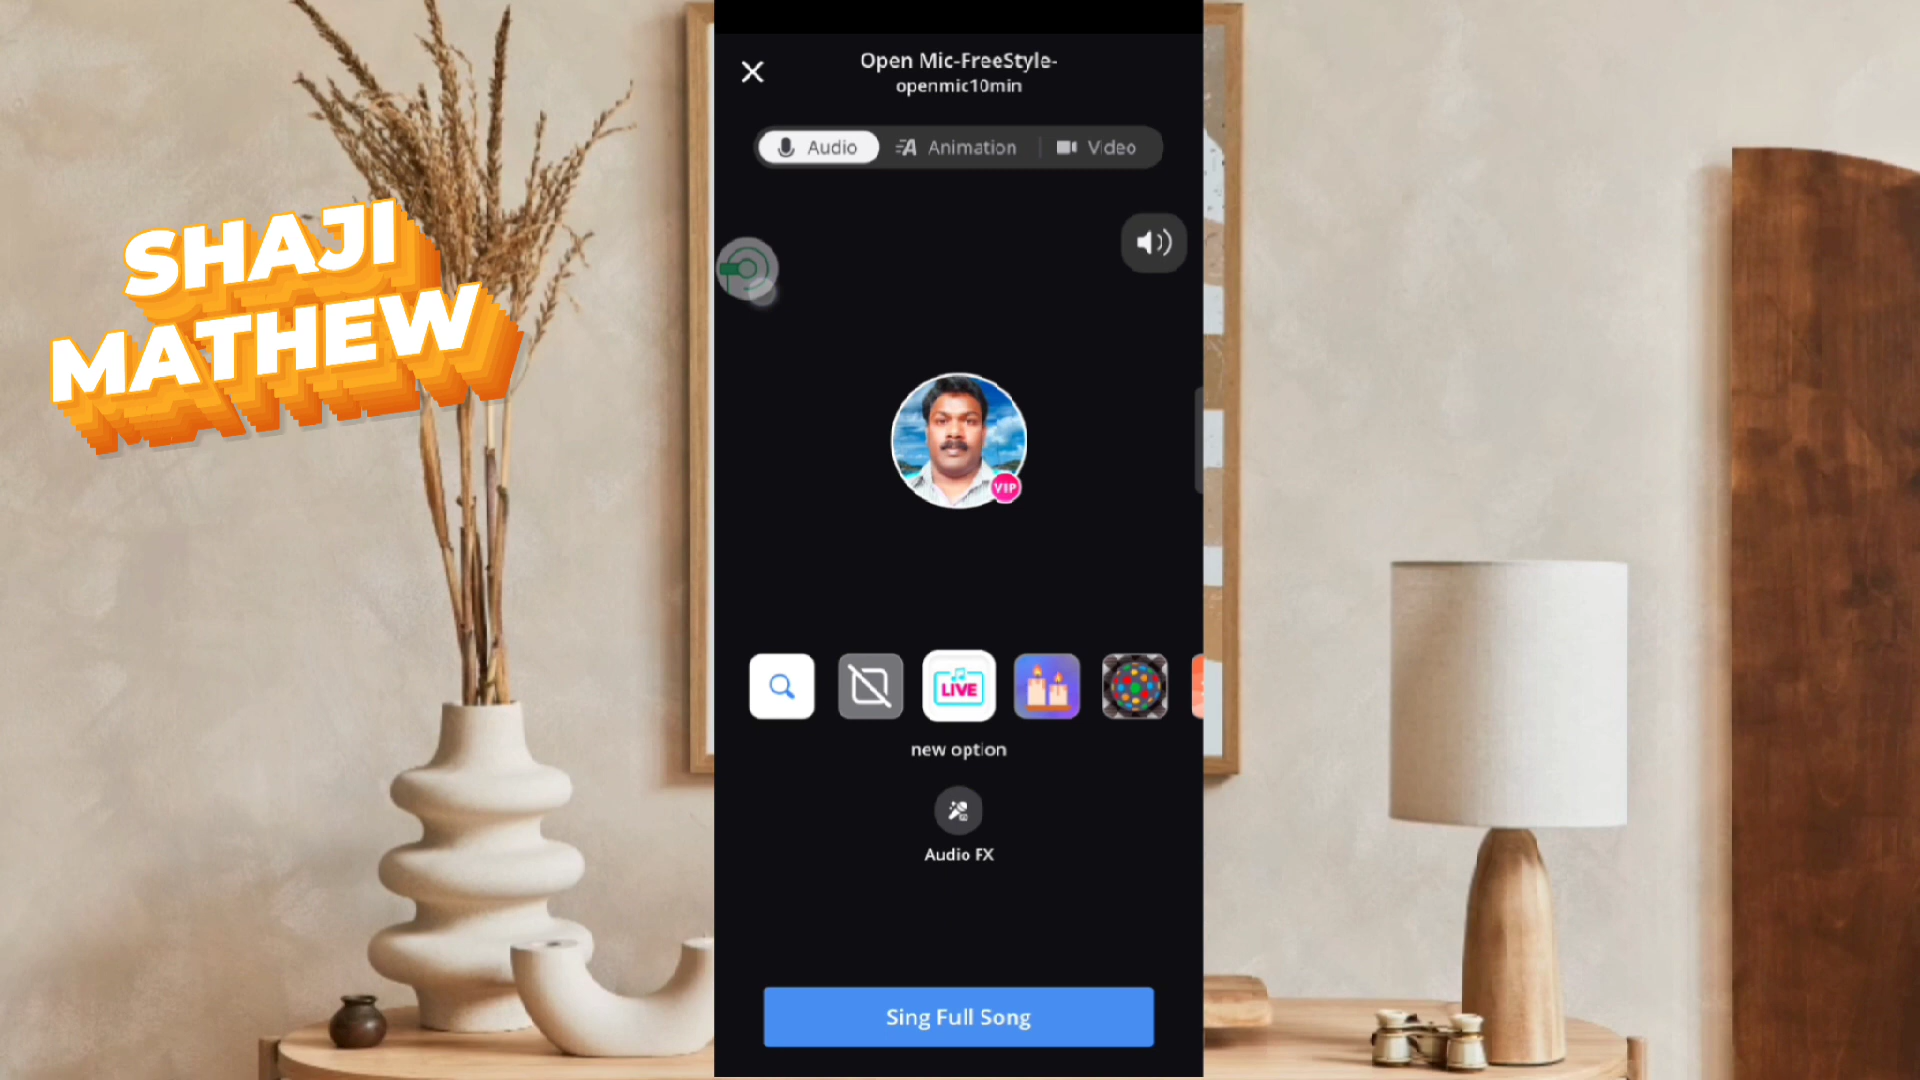 SHAJI
MATHEW
Open Mic-FreeStyle-
openmic10min
Audio
Animation
Video
VIP
LIVE
new option
Audio FX
Sing Full Song